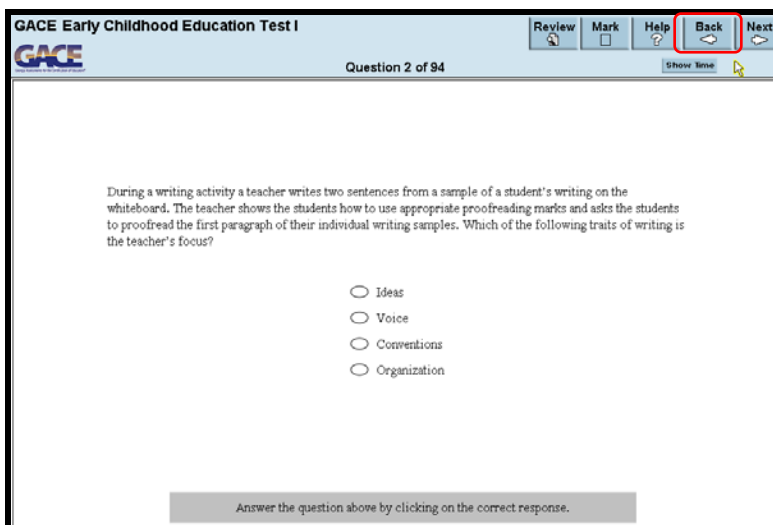 GACE Early Childhood Education Test I
Review Mark Help Back Next
GACE
Question 2 of 94
Show Time
During a writing activity a teacher writes two sentences from a sample of a student's writing on the
whiteboard. The teacher shows the students how to use appropriate proofreading marks and asks the students
to proofread the first paragraph of their individual writing samples. Which of the following traits of writing is
the teacher's focus?
Ideas
Voice
Conventions
Organization
Answer the question above by clicking on the correct response.